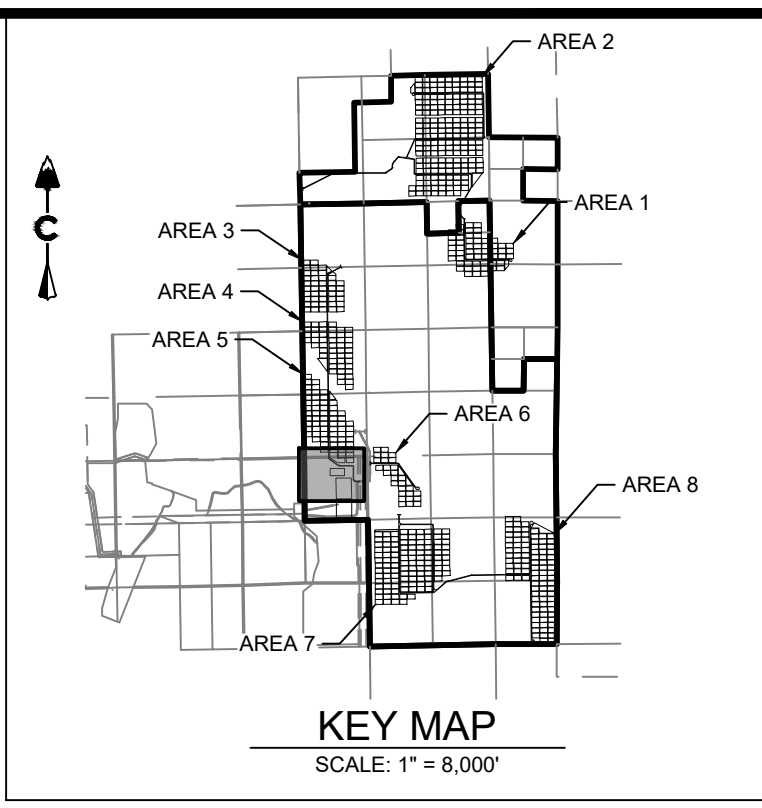 AREA 2
AREA 1
AREA 3
AREA 4
AREA 5
AREA 6
AREA 8
AREA 7
C
KEY MAP
SCALE: 1" = 8,000'